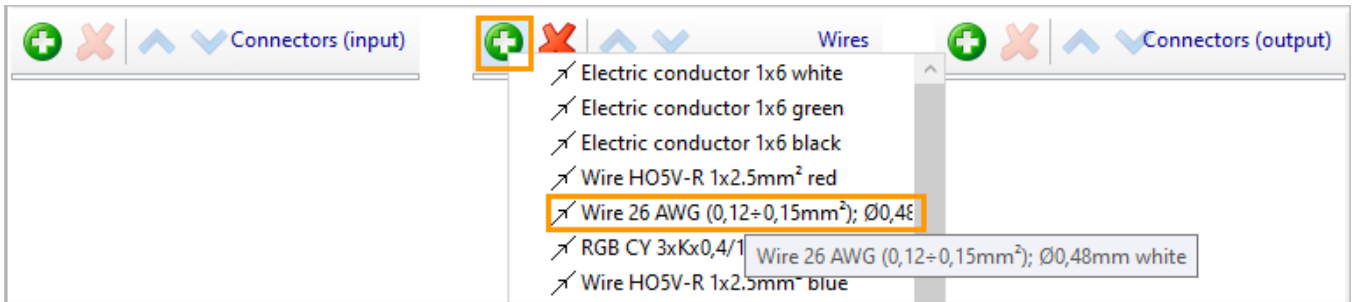 Connectors (input)
Wires
Connectors (output)
Electric conductor 1x6 white
Electric conductor 1x6 green
Electric conductor 1x6 black
Wire HO5V-R 1x2.5mm² red
Wire 26 AWG (0,12÷0,15mm²); Ø0,48
RGB CY 3xKx0,4/1
Wire 26 AWG (0,12÷0,15mm²); Ø0,48mm white
Wire HO5V-R 1x2.5mm² blue